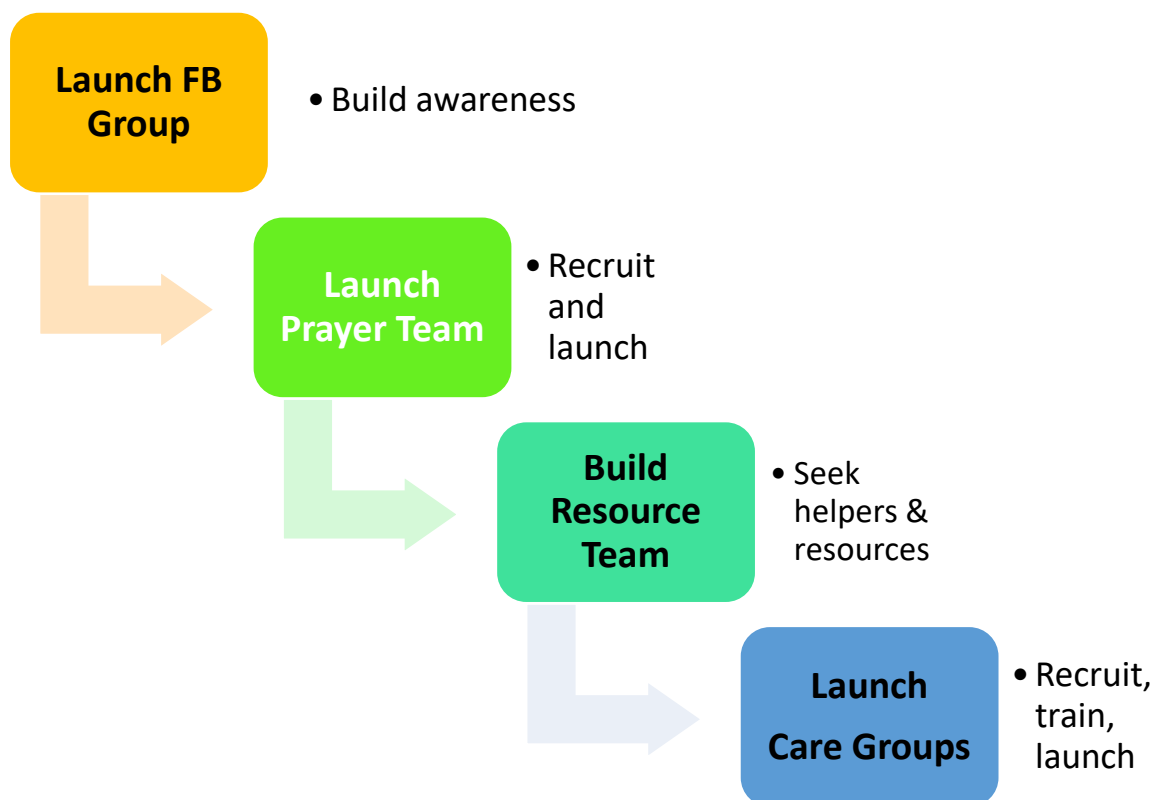 Launch FB
Group
• Build awareness
Launch
Prayer Team
• Recruit
and
launch
Build
Resource
Team
• Seek
helpers &
resources
Launch
Care Groups
• Recruit,
train,
launch